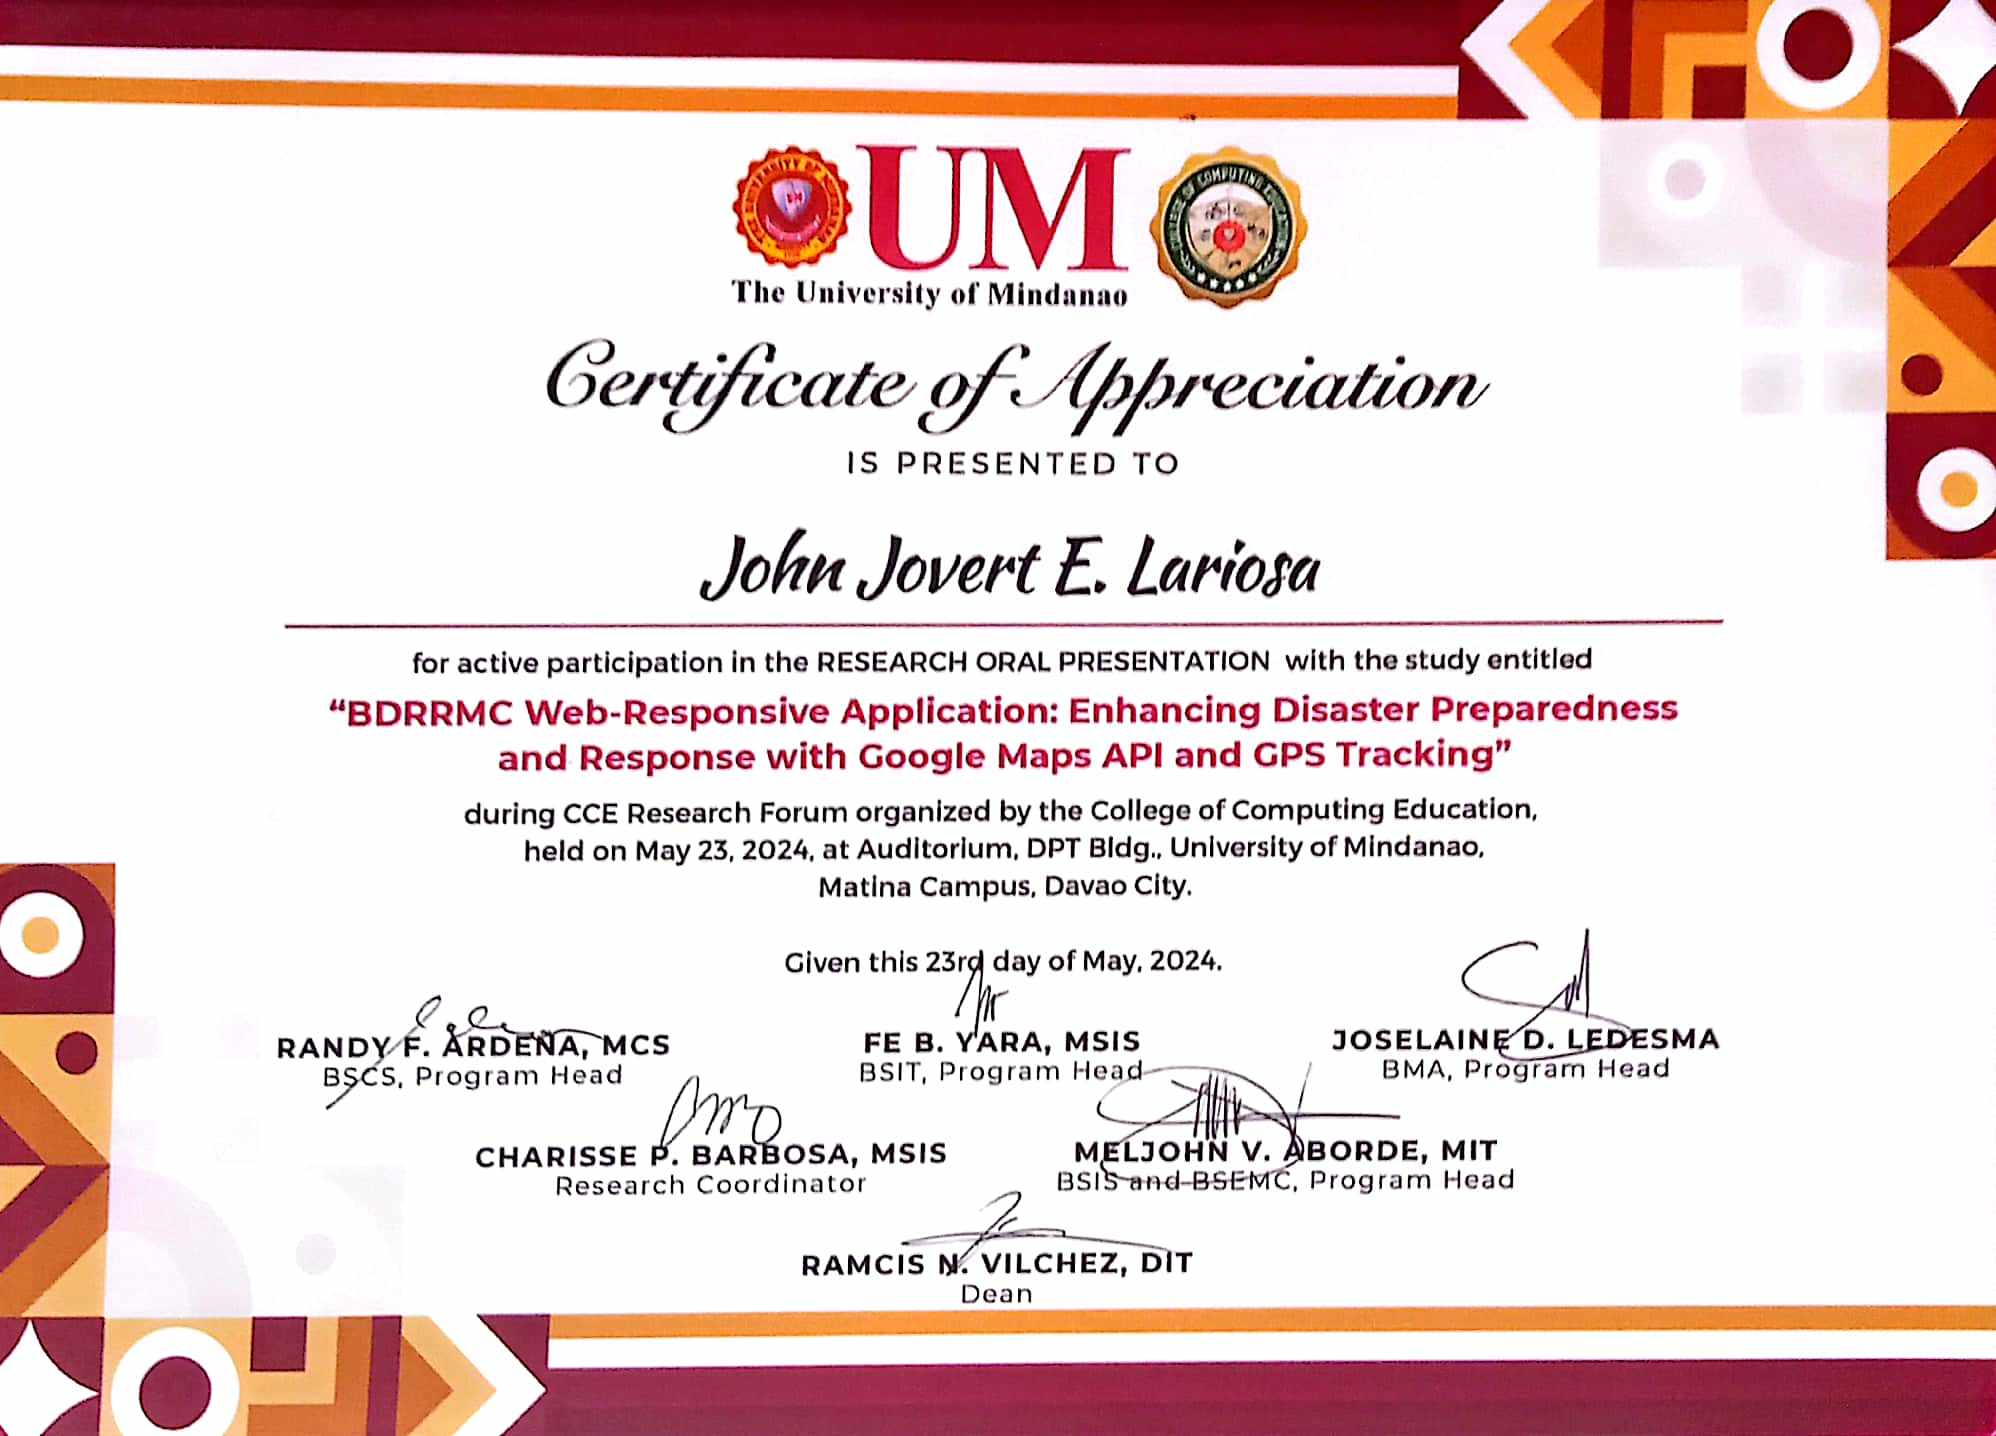 UM
The University of Mindanao
Certificate of Appreciation
IS PRESENTED TO
John Jovert E. Lariosa
for active participation in the RESEARCH ORAL PRESENTATION with the study entitled
“BDRRMC Web-Responsive Application: Enhancing Disaster Preparedness
and Response with Google Maps API and GPS Tracking”
during CCE Research Forum organized by the College of Computing Education,
held on May 23, 2024, at Auditorium, DPT Bldg., University of Mindanao,
Matina Campus, Davao City.
Given this 23rd day of May, 2024.
RANDY F. ARDEÑA, MCS
BSCS, Program Head
FE B. YARA, MSIS
BSIT, Program Head
JOSELAINE D. LEDESMA
BMA, Program Head
CHARISSE P. BARBOSA, MSIS
Research Coordinator
MELJOHN V. ABORDE, MIT
BSIS and BSEMC, Program Head
RAMCIS N. VILCHEZ, DIT
Dean